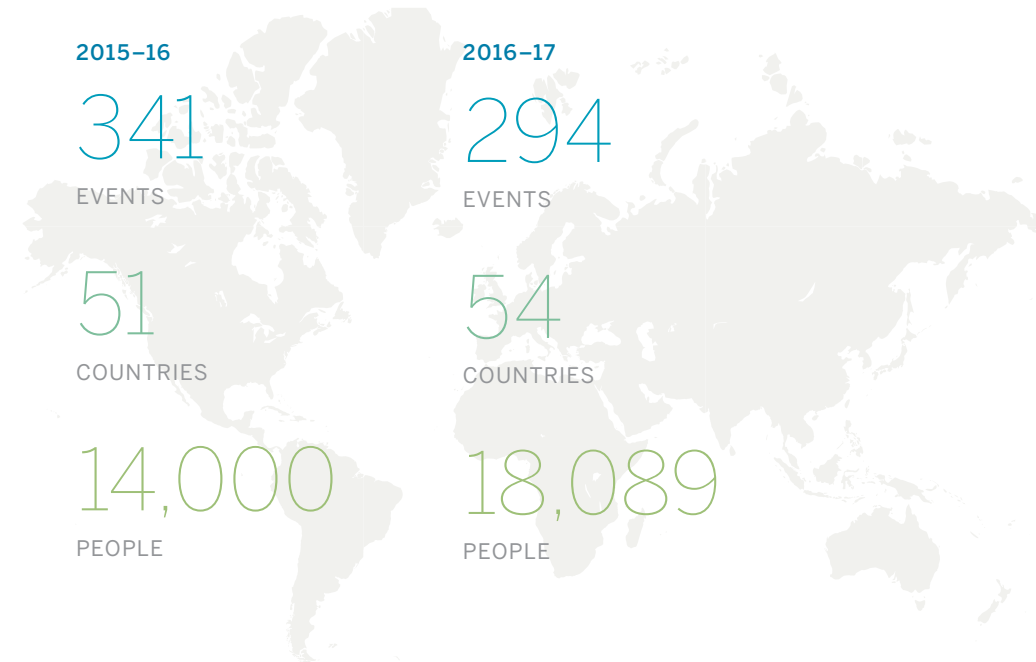 2015–16
341
EVENTS
51
COUNTRIES
14,000
PEOPLE
2016–17
294
EVENTS
54
COUNTRIES
18,089
PEOPLE